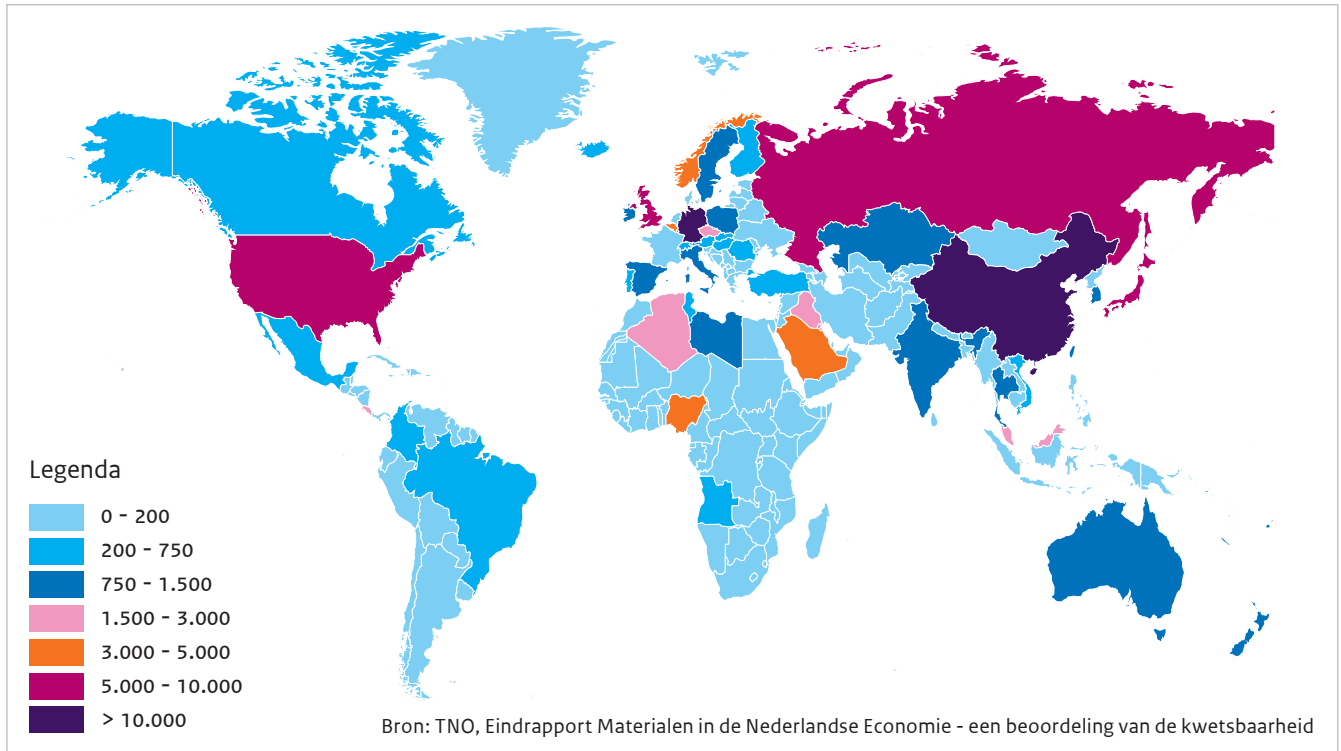 Legenda
0 - 200
200 - 750
750 - 1.500
1.500 - 3.000
3.000 - 5.000
5.000 - 10.000
> 10.000
Bron: TNO, Eindrapport Materialen in de Nederlandse Economie - een beoordeling van de kwetsbaarheid